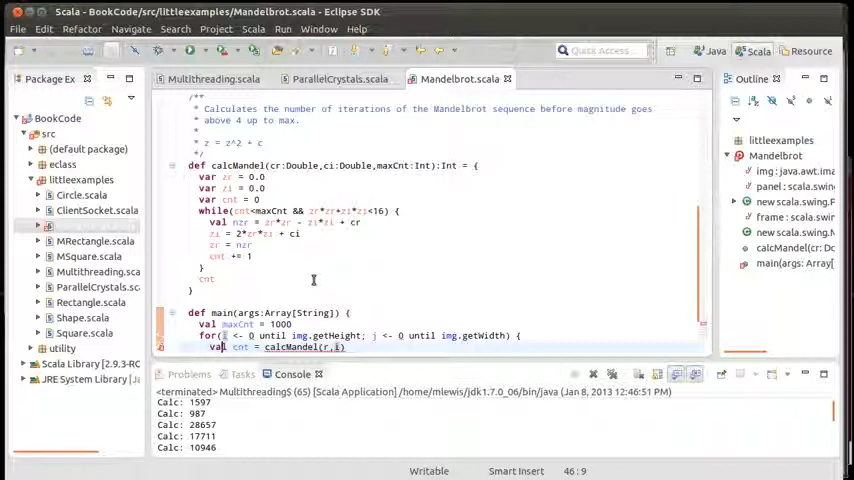 Scala - BookCode/src/littleexamples/Mandelbrot.scala - Eclipse SDK
File Edit Refactor Navigate Search Project Scala Run Window Help
Quick Access
Java
Scala
Resource
Package Ex
Multithreading.scala
ParallelCrystals.scala
Mandelbrot.scala
Outline
BookCode
src
(default package)
eclass
littleexamples
Circle.scala
ClientSocket.scala
MRectangle.scala
MSquare.scala
Multithreading.sca
ParallelCrystals.sca
Rectangle.scala
Shape.scala
Square.scala
utility
Scala Library [2.9.3-RC
JRE System Library [Ja
/**
* Calculates the number of iterations of the Mandelbrot sequence before magnitude goes
* above 4 up to max.
*
* z = z^2 + c
*/
def calcMandel(cr:Double,ci:Double,maxCnt:Int):Int = {
var zr = 0.0
var zi = 0.0
var cnt = 0
while(cnt<maxCnt && zr*zr+zi*zi<16) {
val nzr = zr*zr - zi*zi + cr
zi = 2*zr*zi + ci
zr = nzr
cnt += 1
}
cnt
}
def main(args:Array[String]) {
val maxCnt = 1000
for(i <- 0 until img.getHeight; j <- 0 until img.getWidth) {
val cnt = calcMandel(r,i)
littleexamples
Mandelbrot
img : java.awt.ima
panel : scala.swing
new scala.swing.P
frame : scala.swing
new scala.swing.M
calcMandel(cr: Do
main(args: Array[
Problems
Tasks
Console
<terminated> Multithreading$ (65) [Scala Application] /home/mlewis/jdk1.7.0_06/bin/java (Jan 8, 2013 12:46:51 PM)
Calc: 1597
Calc: 987
Calc: 28657
Calc: 17711
Calc: 10946
Writable
Smart Insert
46 : 9